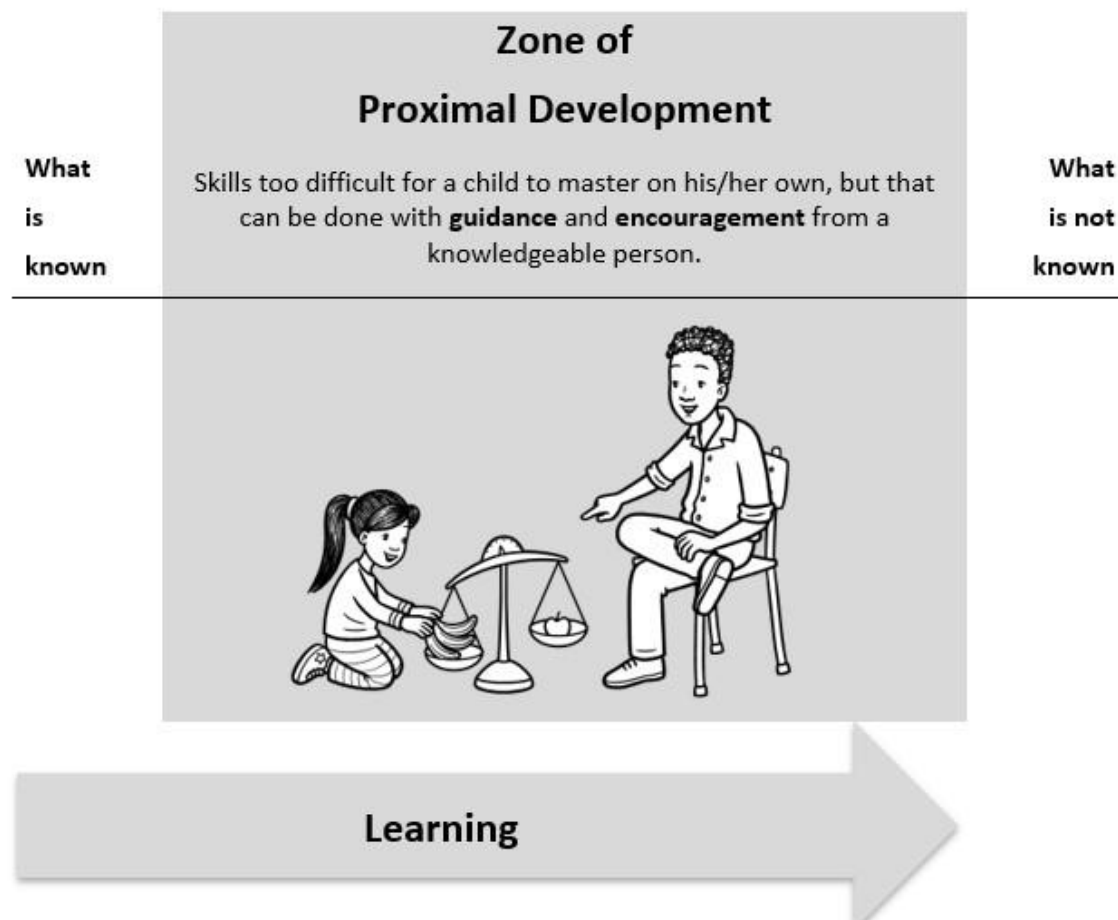 Zone of
Proximal Development
What
is
known
Skills too difficult for a child to master on his/her own, but that
can be done with guidance and encouragement from a
knowledgeable person.
What
is not
known
Learning